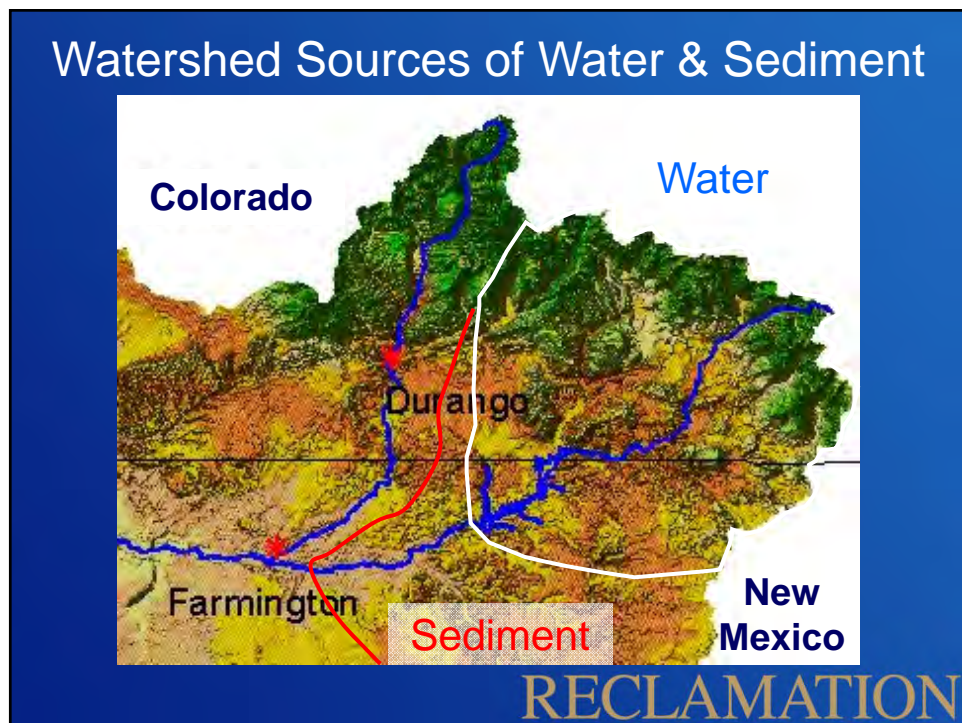 Watershed Sources of Water & Sediment
Colorado
Water
Durango
Farmington
Sediment
New
Mexico
RECLAMATION